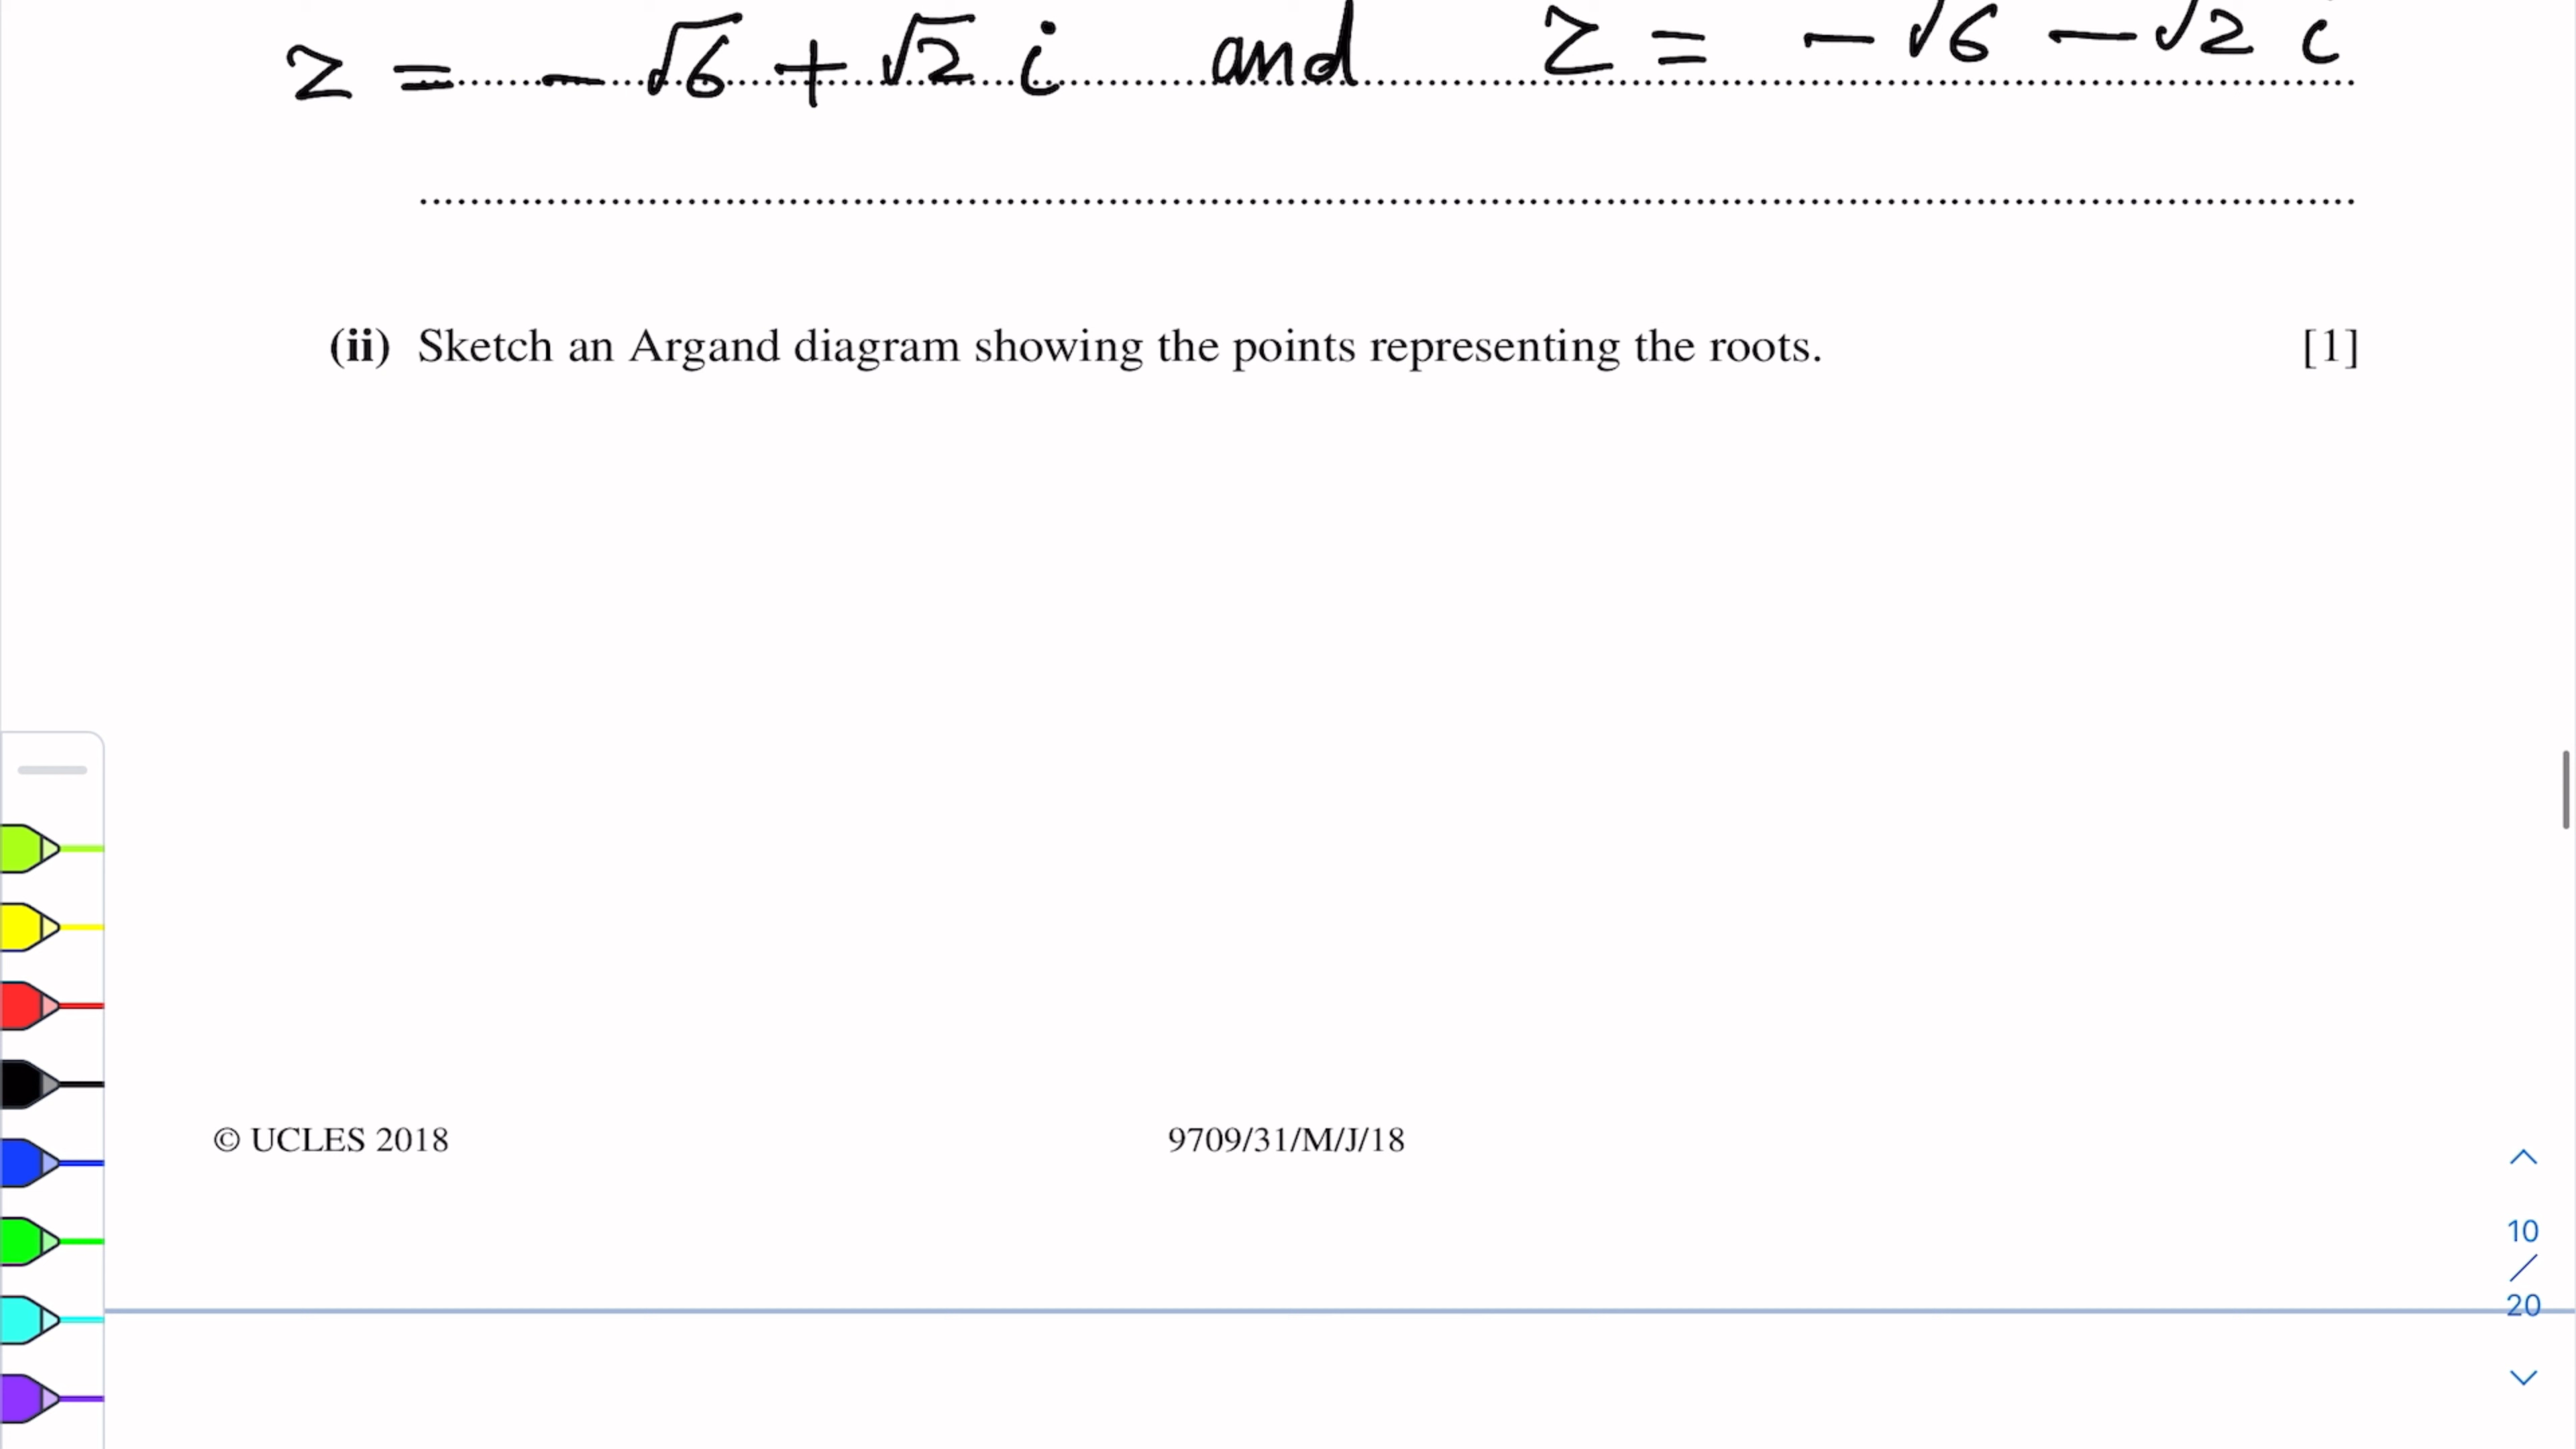 z = - √6 + √2 i and z = - √6 - √2 i
(ii) Sketch an Argand diagram showing the points representing the roots. [1]
© UCLES 2018 9709/31/M/J/18
10
/
20